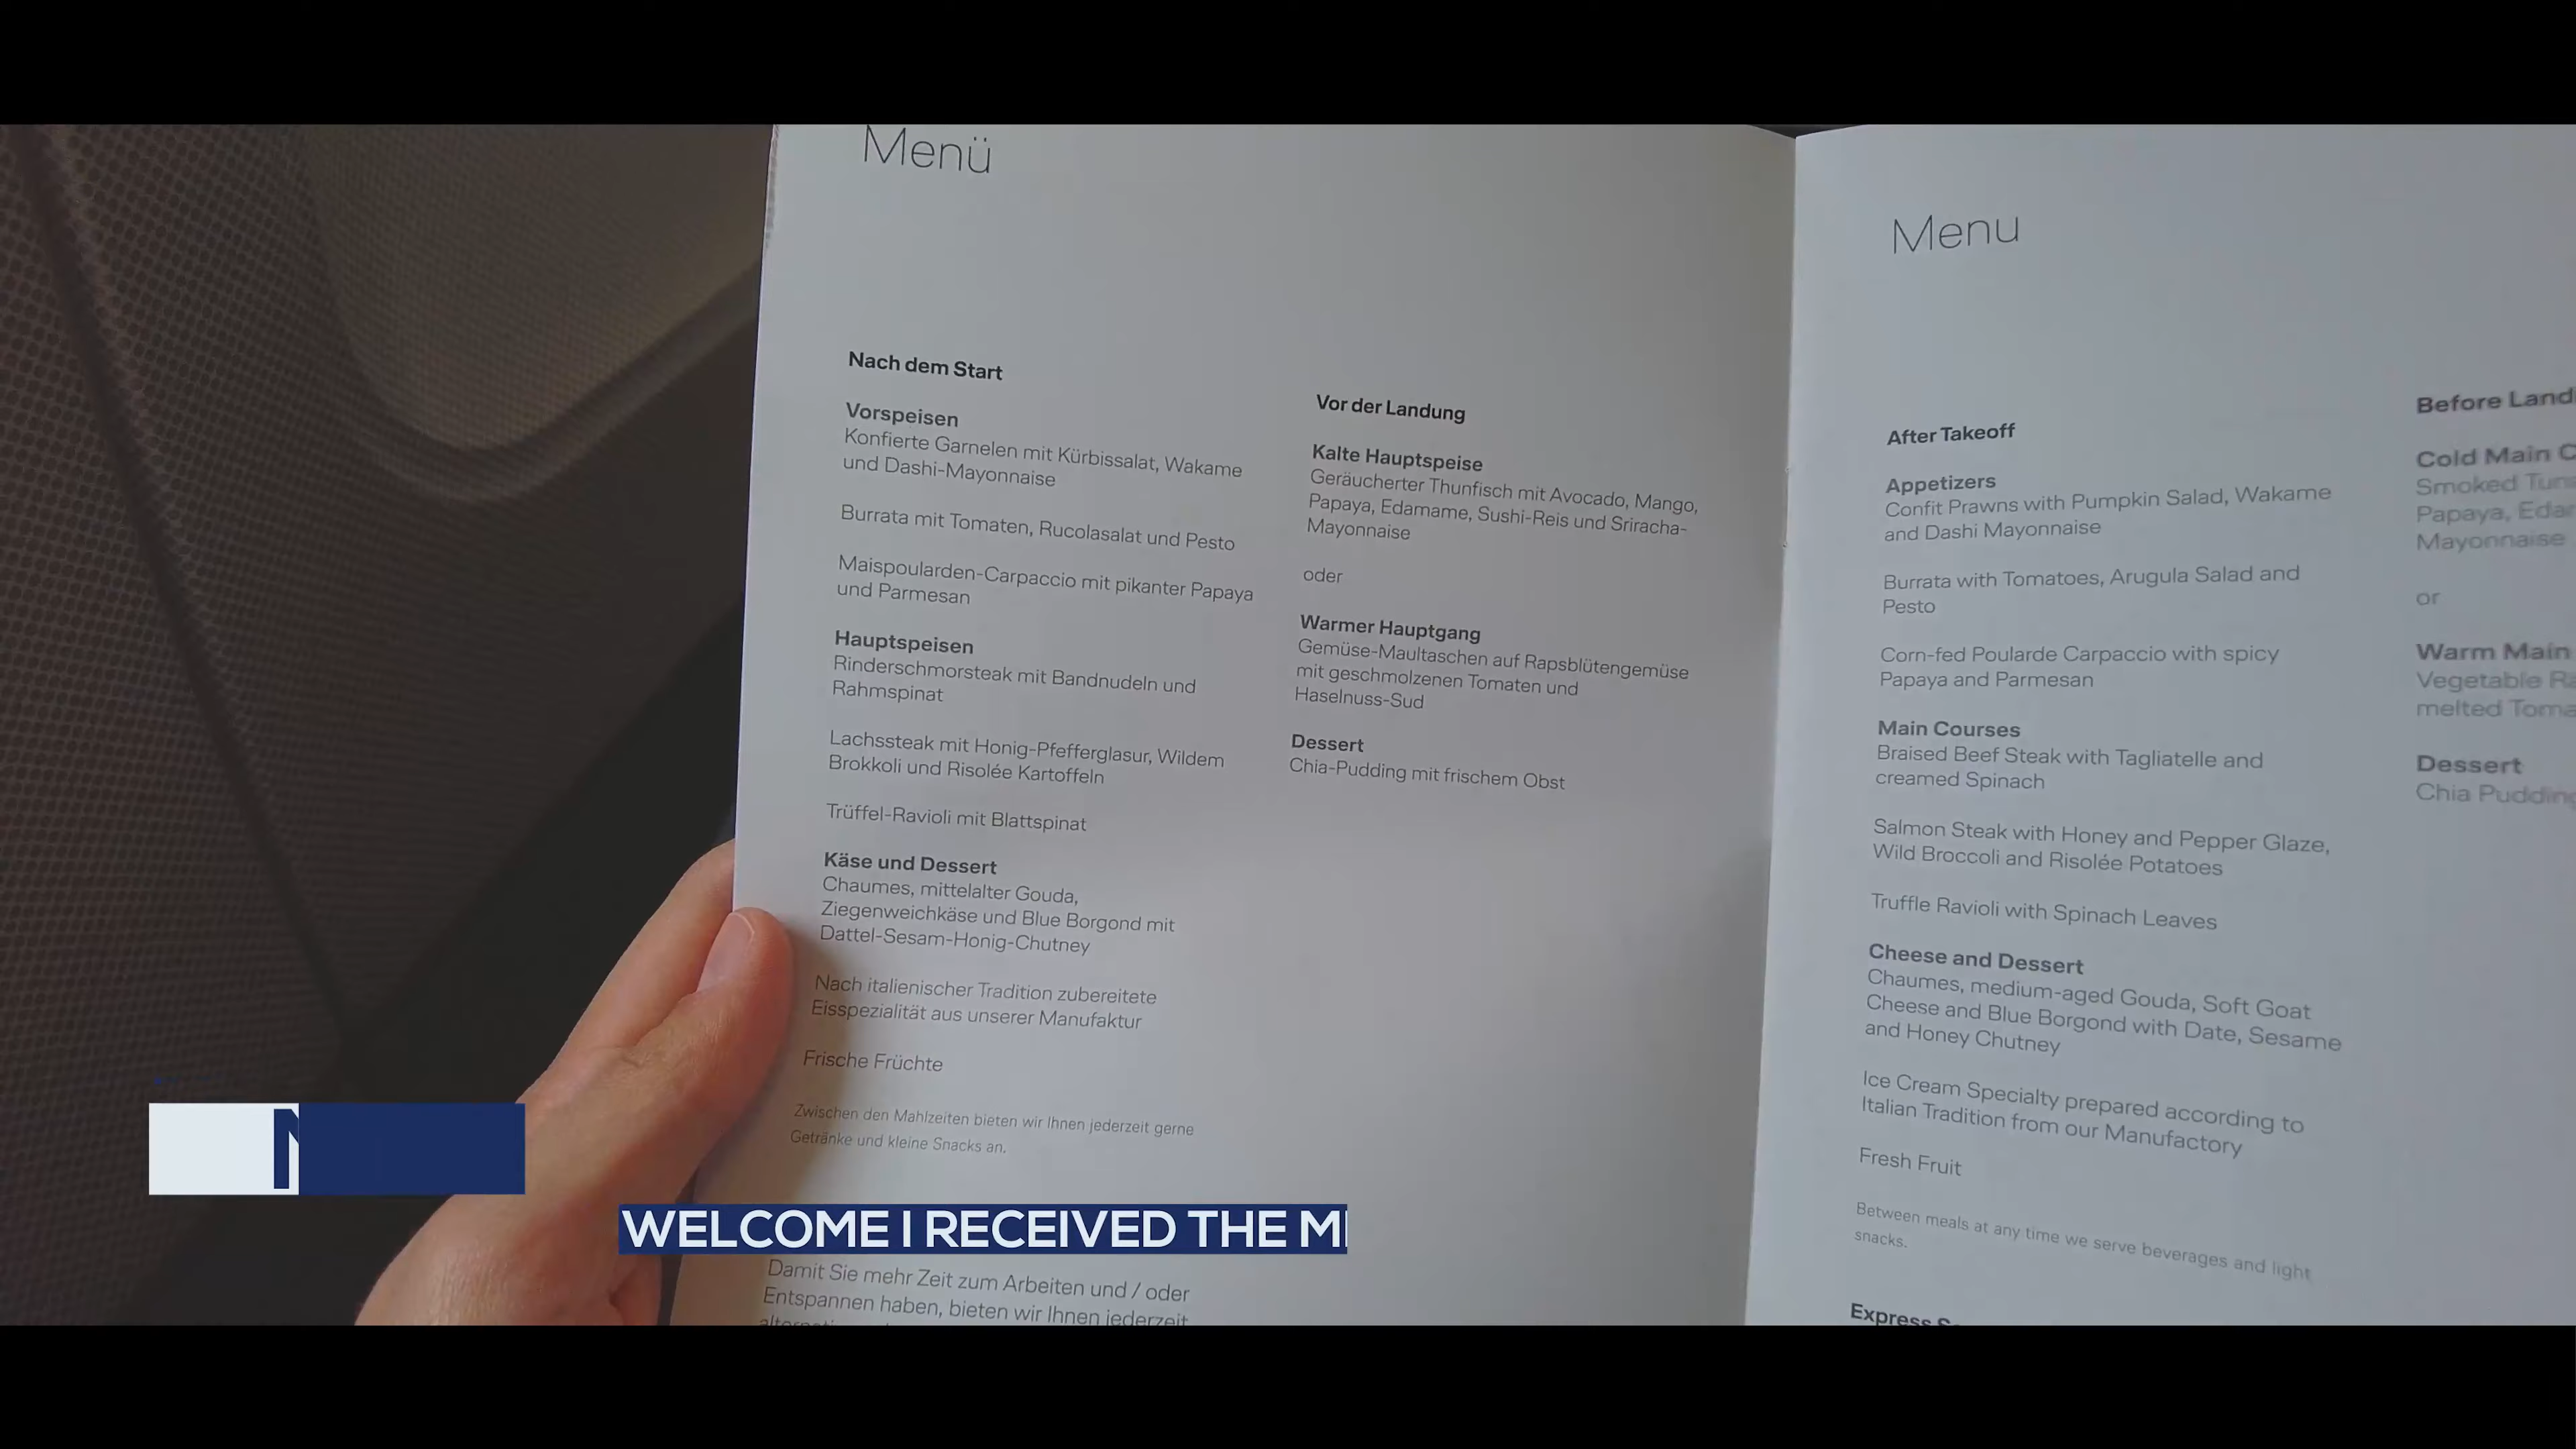 Menü
Nach dem Start
Vorspeisen
Konfierte Garnelen mit Kürbissalat, Wakame
und Dashi-Mayonnaise
Burrata mit Tomaten, Rucolasalat und Pesto
Maispoularden-Carpaccio mit pikanter Papaya
und Parmesan
Hauptspeisen
Rinderschmorsteak mit Bandnudeln und
Rahmspinat
Lachssteak mit Honig-Pfefferglasur, Wildem
Brokkoli und Risolée Kartoffeln
Trüffel-Ravioli mit Blattspinat
Käse und Dessert
Chaumes, mittelalter Gouda,
Ziegenweichkäse und Blue Borgond mit
Dattel-Sesam-Honig-Chutney
Nach italienischer Tradition zubereitete
Eisspezialität aus unserer Manufaktur
Frische Früchte
Zwischen den Mahlzeiten bieten wir Ihnen jederzeit gerne
Getränke und kleine Snacks an.
Damit Sie mehr Zeit zum Arbeiten und / oder
Entspannen haben, bieten wir Ihnen jederzeit
Vor der Landung
Kalte Hauptspeise
Geräucherter Thunfisch mit Avocado, Mango,
Papaya, Edamame, Sushi-Reis und Sriracha-
Mayonnaise
oder
Warmer Hauptgang
Gemüse-Maultaschen auf Rapsblütengemüse
mit geschmolzenen Tomaten und
Haselnuss-Sud
Dessert
Chia-Pudding mit frischem Obst
Menu
After Takeoff
Appetizers
Confit Prawns with Pumpkin Salad, Wakame
and Dashi Mayonnaise
Burrata with Tomatoes, Arugula Salad and
Pesto
Corn-fed Poularde Carpaccio with spicy
Papaya and Parmesan
Main Courses
Braised Beef Steak with Tagliatelle and
creamed Spinach
Salmon Steak with Honey and Pepper Glaze,
Wild Broccoli and Risolée Potatoes
Truffle Ravioli with Spinach Leaves
Cheese and Dessert
Chaumes, medium-aged Gouda, Soft Goat
Cheese and Blue Borgond with Date, Sesame
and Honey Chutney
Ice Cream Specialty prepared according to
Italian Tradition from our Manufactory
Fresh Fruit
Between meals at any time we serve beverages and light
snacks.
Express
Before
Cold Main
Smoked
Papaya,
Mayonnaise
or
Warm Main
Vegetable
melted
Dessert
Chia Pudding
WELCOME I RECEIVED THE